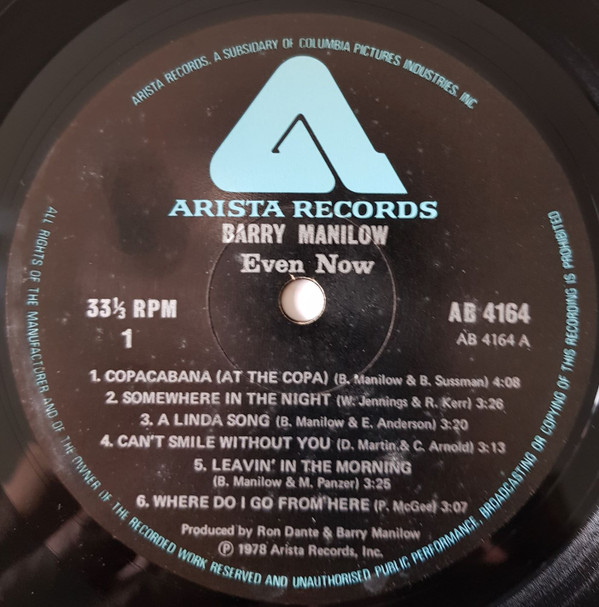 ARISTA RECORDS. A SUBSIDARY OF COLUMBIA PICTURES INDUSTRIES, INC
ARISTA RECORDS
BARRY MANILOW
Even Now
33⅓ RPM
1
AB 4164
AB 4164 A
1. COPACABANA (AT THE COPA) (B. Manilow & B. Sussman) 4:08
2. SOMEWHERE IN THE NIGHT (W. Jennings & R. Kerr) 3:26
3. A LINDA SONG (B. Manilow & E. Anderson) 3:20
4. CAN'T SMILE WITHOUT YOU (D. Martin & C. Arnold) 3:13
5. LEAVIN' IN THE MORNING
(B. Manilow & M. Panzer) 3:25
6. WHERE DO I GO FROM HERE (P. McGee) 3:07
Produced by Ron Dante & Barry Manilow
℗ 1978 Arista Records, Inc.
ALL RIGHTS OF THE MANUFACTURER AND OF THE OWNER OF THE RECORDED WORK RESERVED AND UNAUTHORISED PUBLIC PERFORMANCE, BROADCASTING OR COPYING OF THIS RECORDING IS PROHIBITED